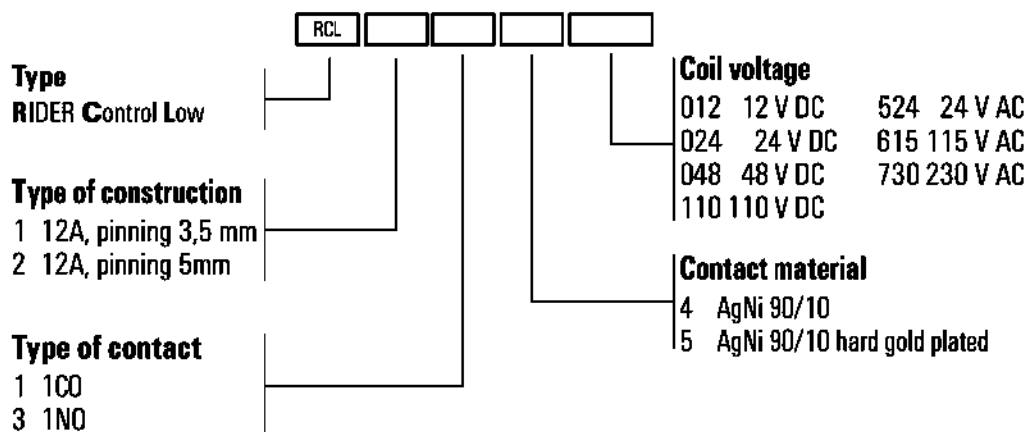 RCL
Type
RIDER Control Low
Type of construction
1 12A, pinning 3,5 mm
2 12A, pinning 5mm
Type of contact
1 1CO
3 1NO
Coil voltage
012 12 V DC 524 24 V AC
024 24 V DC 615 115 V AC
048 48 V DC 730 230 V AC
110 110 V DC
Contact material
4 AgNi 90/10
5 AgNi 90/10 hard gold plated